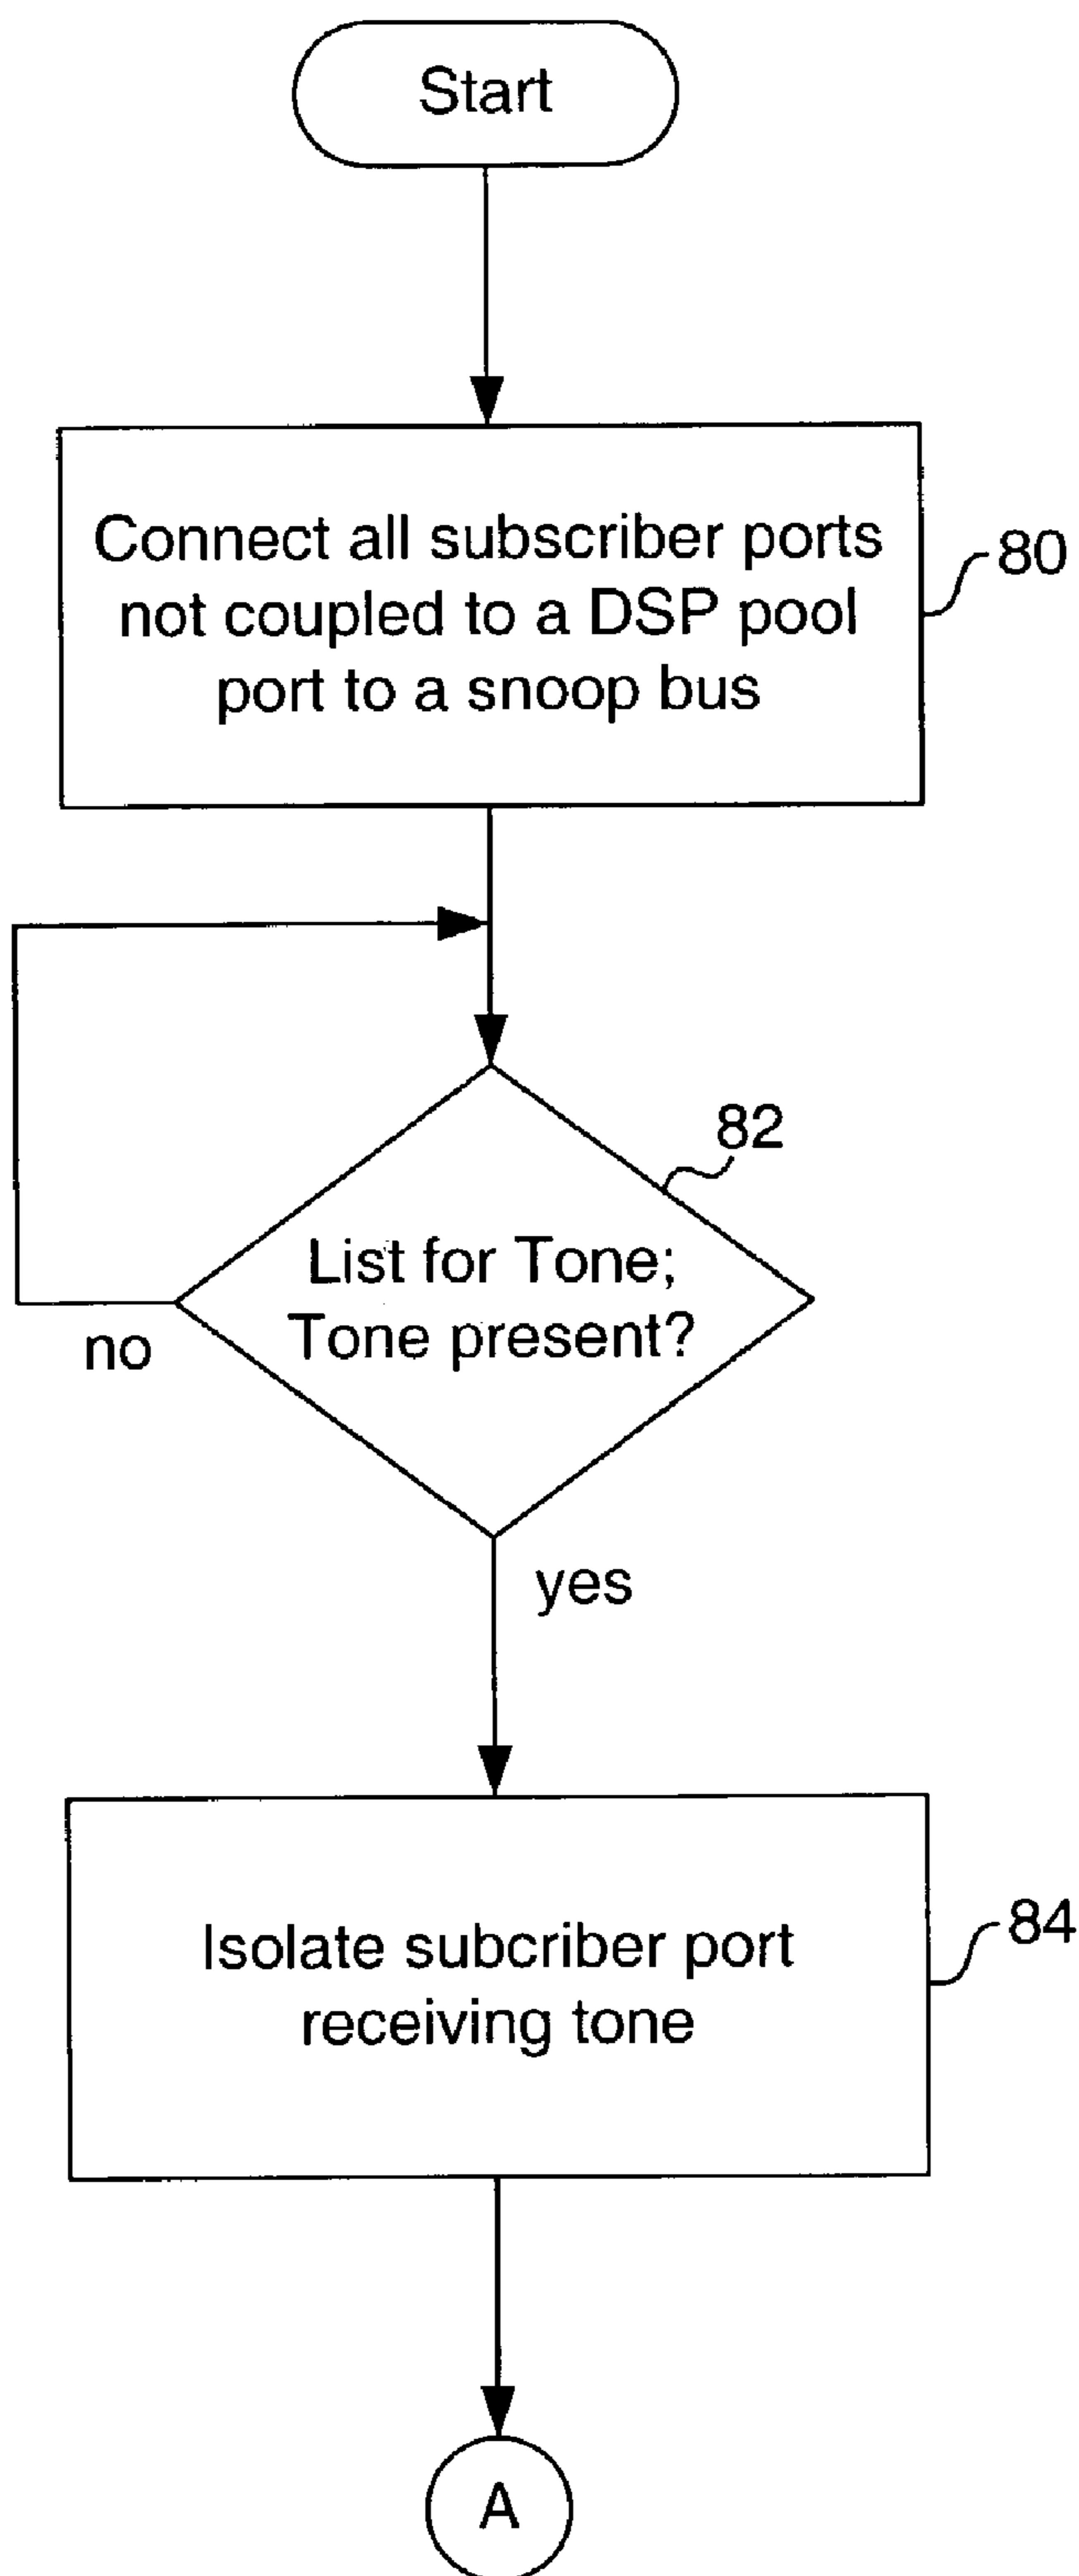 Start
Connect all subscriber ports
not coupled to a DSP pool
port to a snoop bus
80
82
List for Tone;
Tone present?
no
yes
Isolate subcriber port
receiving tone
84
A